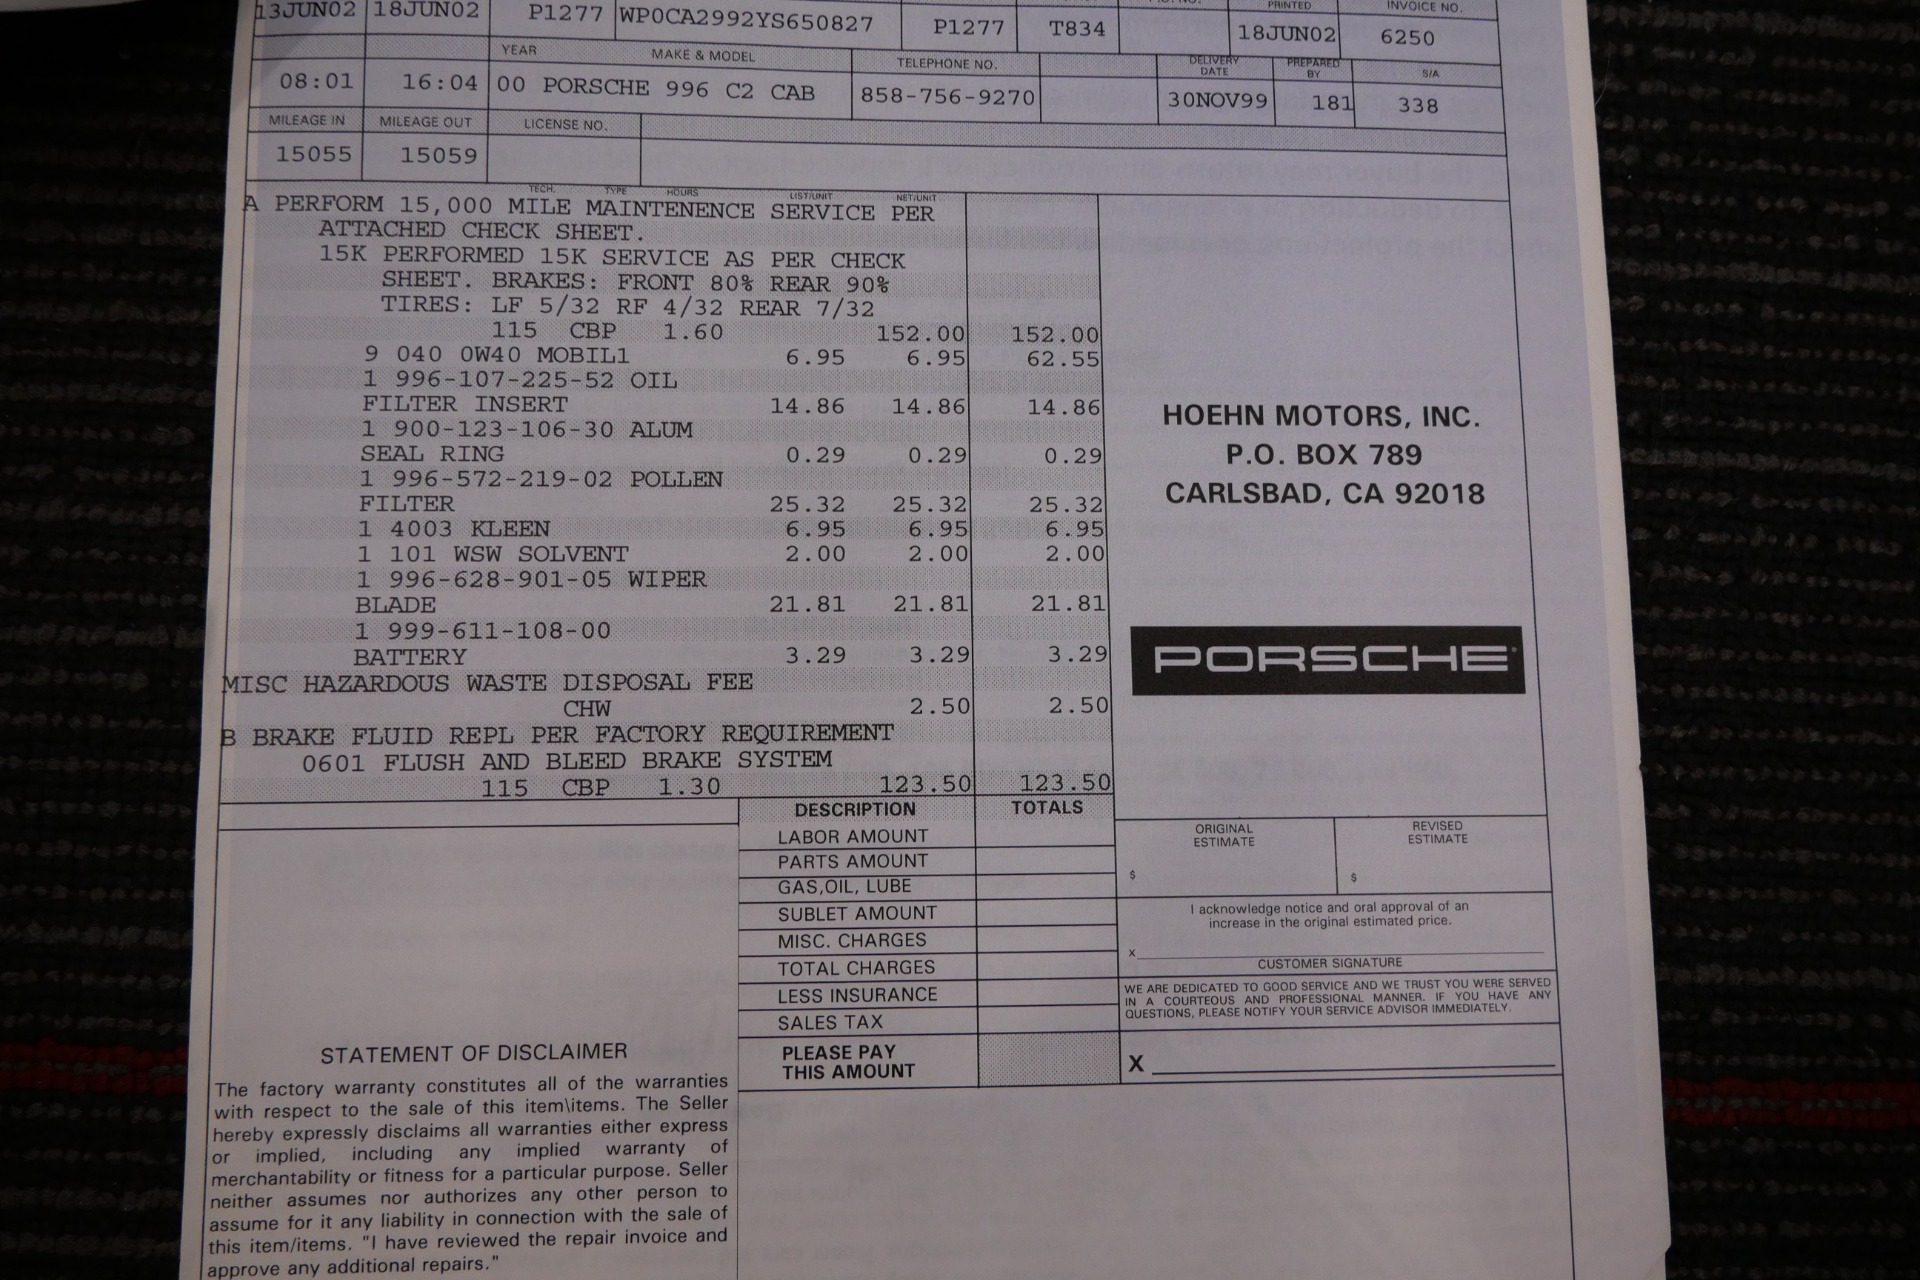 PRINTED INVOICE NO.
13JUN02 18JUN02 P1277 WP0CA2992YS650827 P1277 T834 18JUN02 6250
YEAR MAKE & MODEL TELEPHONE NO. DELIVERY DATE PREPARED BY S/A
08:01 16:04 00 PORSCHE 996 C2 CAB 858-756-9270 30NOV99 181 338
MILEAGE IN MILEAGE OUT LICENSE NO.
15055 15059
TECH. TYPE HOURS LIST/UNIT NET/UNIT
A PERFORM 15,000 MILE MAINTENENCE SERVICE PER
ATTACHED CHECK SHEET.
15K PERFORMED 15K SERVICE AS PER CHECK
SHEET. BRAKES: FRONT 80% REAR 90%
TIRES: LF 5/32 RF 4/32 REAR 7/32
115 CBP 1.60 152.00 152.00
9 040 0W40 MOBIL1 6.95 6.95 62.55
1 996-107-225-52 OIL
FILTER INSERT 14.86 14.86 14.86
1 900-123-106-30 ALUM
SEAL RING 0.29 0.29 0.29
1 996-572-219-02 POLLEN
FILTER 25.32 25.32 25.32
1 4003 KLEEN 6.95 6.95 6.95
1 101 WSW SOLVENT 2.00 2.00 2.00
1 996-628-901-05 WIPER
BLADE 21.81 21.81 21.81
1 999-611-108-00
BATTERY 3.29 3.29 3.29
MISC HAZARDOUS WASTE DISPOSAL FEE
CHW 2.50 2.50
B BRAKE FLUID REPL PER FACTORY REQUIREMENT
0601 FLUSH AND BLEED BRAKE SYSTEM
115 CBP 1.30 123.50 123.50
HOEHN MOTORS, INC.
P.O. BOX 789
CARLSBAD, CA 92018
PORSCHE
DESCRIPTION TOTALS
LABOR AMOUNT
PARTS AMOUNT
GAS,OIL, LUBE
SUBLET AMOUNT
MISC. CHARGES
TOTAL CHARGES
LESS INSURANCE
SALES TAX
PLEASE PAY
THIS AMOUNT
ORIGINAL ESTIMATE REVISED ESTIMATE
$ $
I acknowledge notice and oral approval of an
increase in the original estimated price.
x
CUSTOMER SIGNATURE
WE ARE DEDICATED TO GOOD SERVICE AND WE TRUST YOU WERE SERVED
IN A COURTEOUS AND PROFESSIONAL MANNER. IF YOU HAVE ANY
QUESTIONS, PLEASE NOTIFY YOUR SERVICE ADVISOR IMMEDIATELY.
X
STATEMENT OF DISCLAIMER
The factory warranty constitutes all of the warranties
with respect to the sale of this item\items. The Seller
hereby expressly disclaims all warranties either express
or implied, including any implied warranty of
merchantability or fitness for a particular purpose. Seller
neither assumes nor authorizes any other person to
assume for it any liability in connection with the sale of
this item/items. "I have reviewed the repair invoice and
approve any additional repairs."